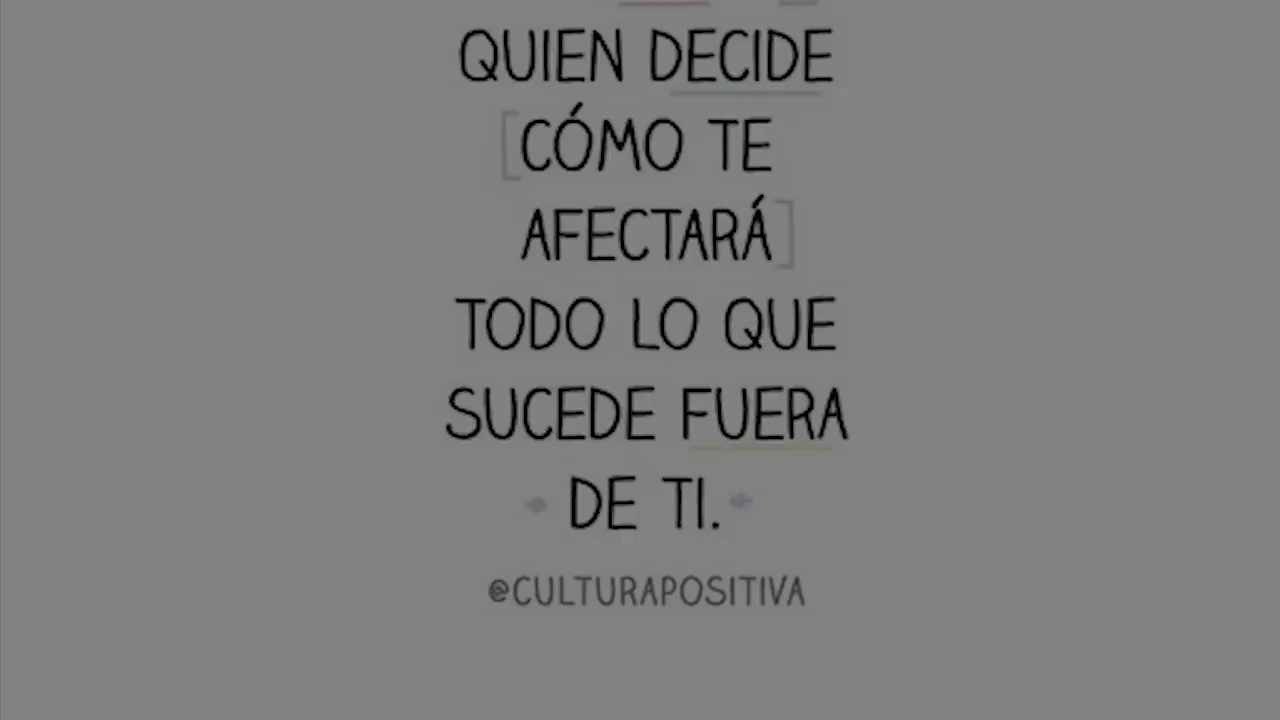 QUIEN DECIDE
[CÓMO TE
AFECTARÁ]
TODO LO QUE
SUCEDE FUERA
DE TI.
@CULTURAPOSITIVA